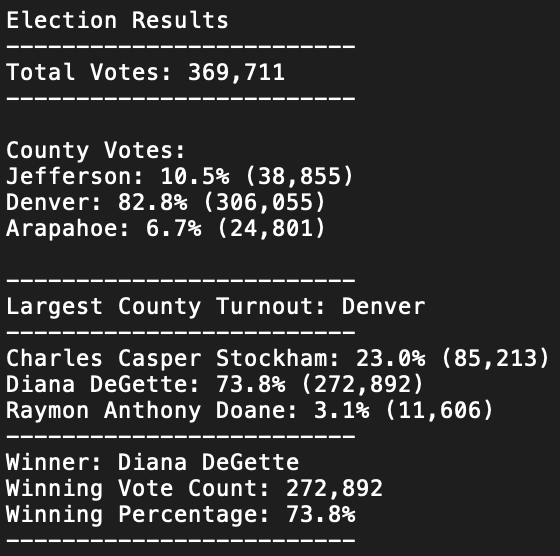 Election Results
-------------------------
Total Votes: 369,711
-------------------------
County Votes:
Jefferson: 10.5% (38,855)
Denver: 82.8% (306,055)
Arapahoe: 6.7% (24,801)
-------------------------
Largest County Turnout: Denver
-------------------------
Charles Casper Stockham: 23.0% (85,213)
Diana DeGette: 73.8% (272,892)
Raymon Anthony Doane: 3.1% (11,606)
-------------------------
Winner: Diana DeGette
Winning Vote Count: 272,892
Winning Percentage: 73.8%
-------------------------